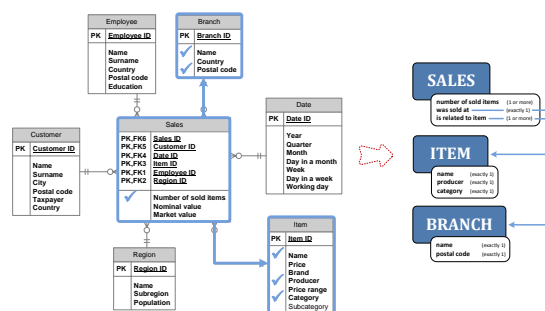 Employee
PK Employee ID
Name
Surname
Country
Postal code
Education
Branch
PK Branch ID
Name
Country
Postal code
Customer
PK Customer ID
Name
Surname
City
Postal code
Taxpayer
Country
Sales
PK,FK6 Sales ID
PK,FK5 Customer ID
PK,FK4 Date ID
PK,FK3 Item ID
PK,FK1 Employee ID
PK,FK2 Region ID
Number of sold items
Nominal value
Market value
Date
PK Date ID
Year
Quarter
Month
Day in a month
Week
Day in a week
Working day
Region
PK Region ID
Name
Subregion
Population
Item
PK Item ID
Name
Price
Brand
Producer
Price range
Category
Subcategory
SALES
number of sold items (1 or more)
was sold at (exactly 1)
is related to item (1 or more)
ITEM
name (exactly 1)
producer (exactly 1)
category (exactly 1)
BRANCH
name (exactly 1)
postal code (exactly 1)